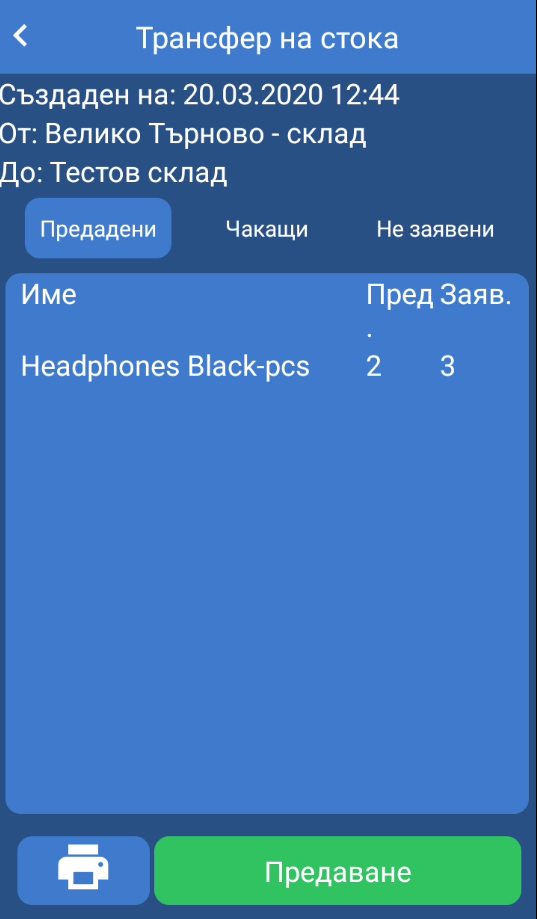 Трансфер на стока
Създаден на: 20.03.2020 12:44
От: Велико Търново - склад
До: Тестов склад
Предадени Чакащи Не заявени
Име Пред Заяв.
.
Headphones Black-pcs 2 3
Предаване